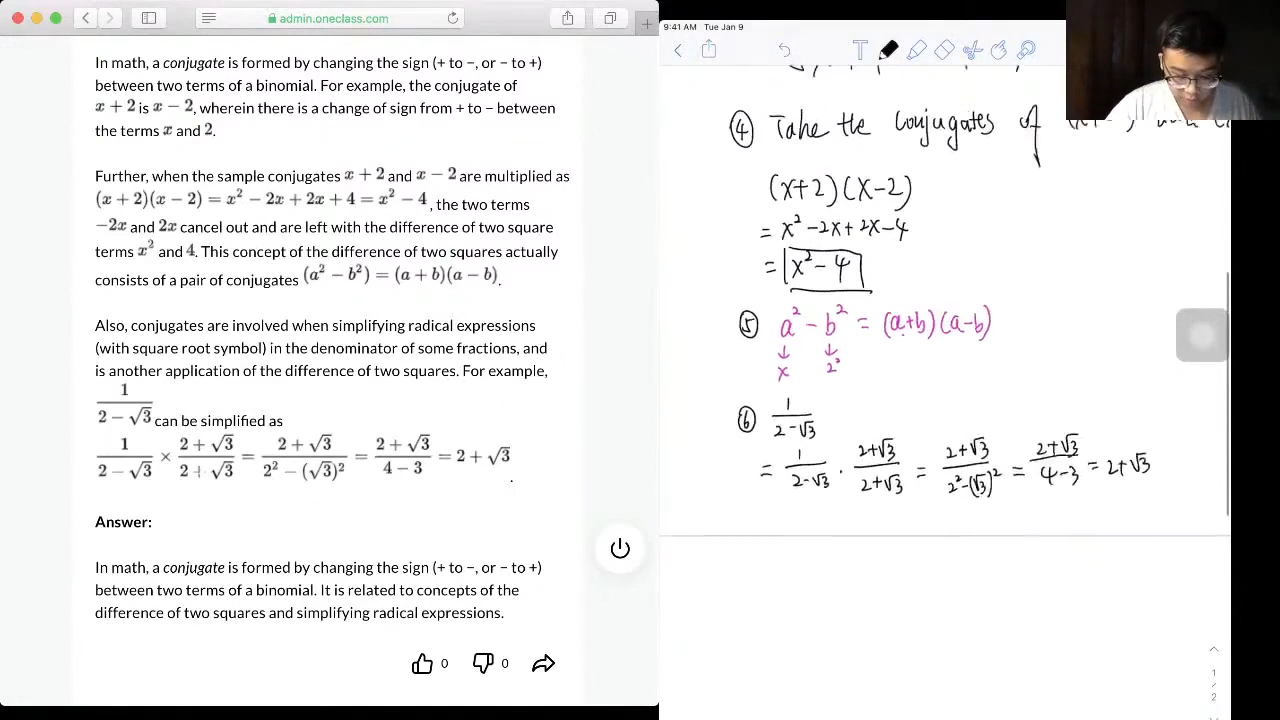 admin.oneclass.com
In math, a conjugate is formed by changing the sign (+ to −, or − to +)
between two terms of a binomial. For example, the conjugate of
x + 2 is x − 2, wherein there is a change of sign from + to − between
the terms x and 2.
Further, when the sample conjugates x + 2 and x − 2 are multiplied as
(x + 2)(x − 2) = x² − 2x + 2x + 4 = x² − 4, the two terms
−2x and 2x cancel out and are left with the difference of two square
terms x² and 4. This concept of the difference of two squares actually
consists of a pair of conjugates (a² − b²) = (a + b)(a − b).
Also, conjugates are involved when simplifying radical expressions
(with square root symbol) in the denominator of some fractions, and
is another application of the difference of two squares. For example,
1/(2 − √3) can be simplified as
1/(2 − √3) × (2 + √3)/(2 + √3) = (2 + √3)/(2² − (√3)²) = (2 + √3)/(4 − 3) = 2 + √3
.
Answer:
In math, a conjugate is formed by changing the sign (+ to −, or − to +)
between two terms of a binomial. It is related to concepts of the
difference of two squares and simplifying radical expressions.
0 0
9:41 AM Tue Jan 9
④ Take the conjugates of
(x+2)(x−2)
= x² −2x+2x−4
= x²−4
⑤ a² − b² = (a+b)(a−b)
↓ ↓
x 2²
⑥ 1/(2−√3)
= 1/(2−√3) · (2+√3)/(2+√3) = (2+√3)/(2²−(√3)²) = (2+√3)/(4−3) = 2+√3
1
/
2